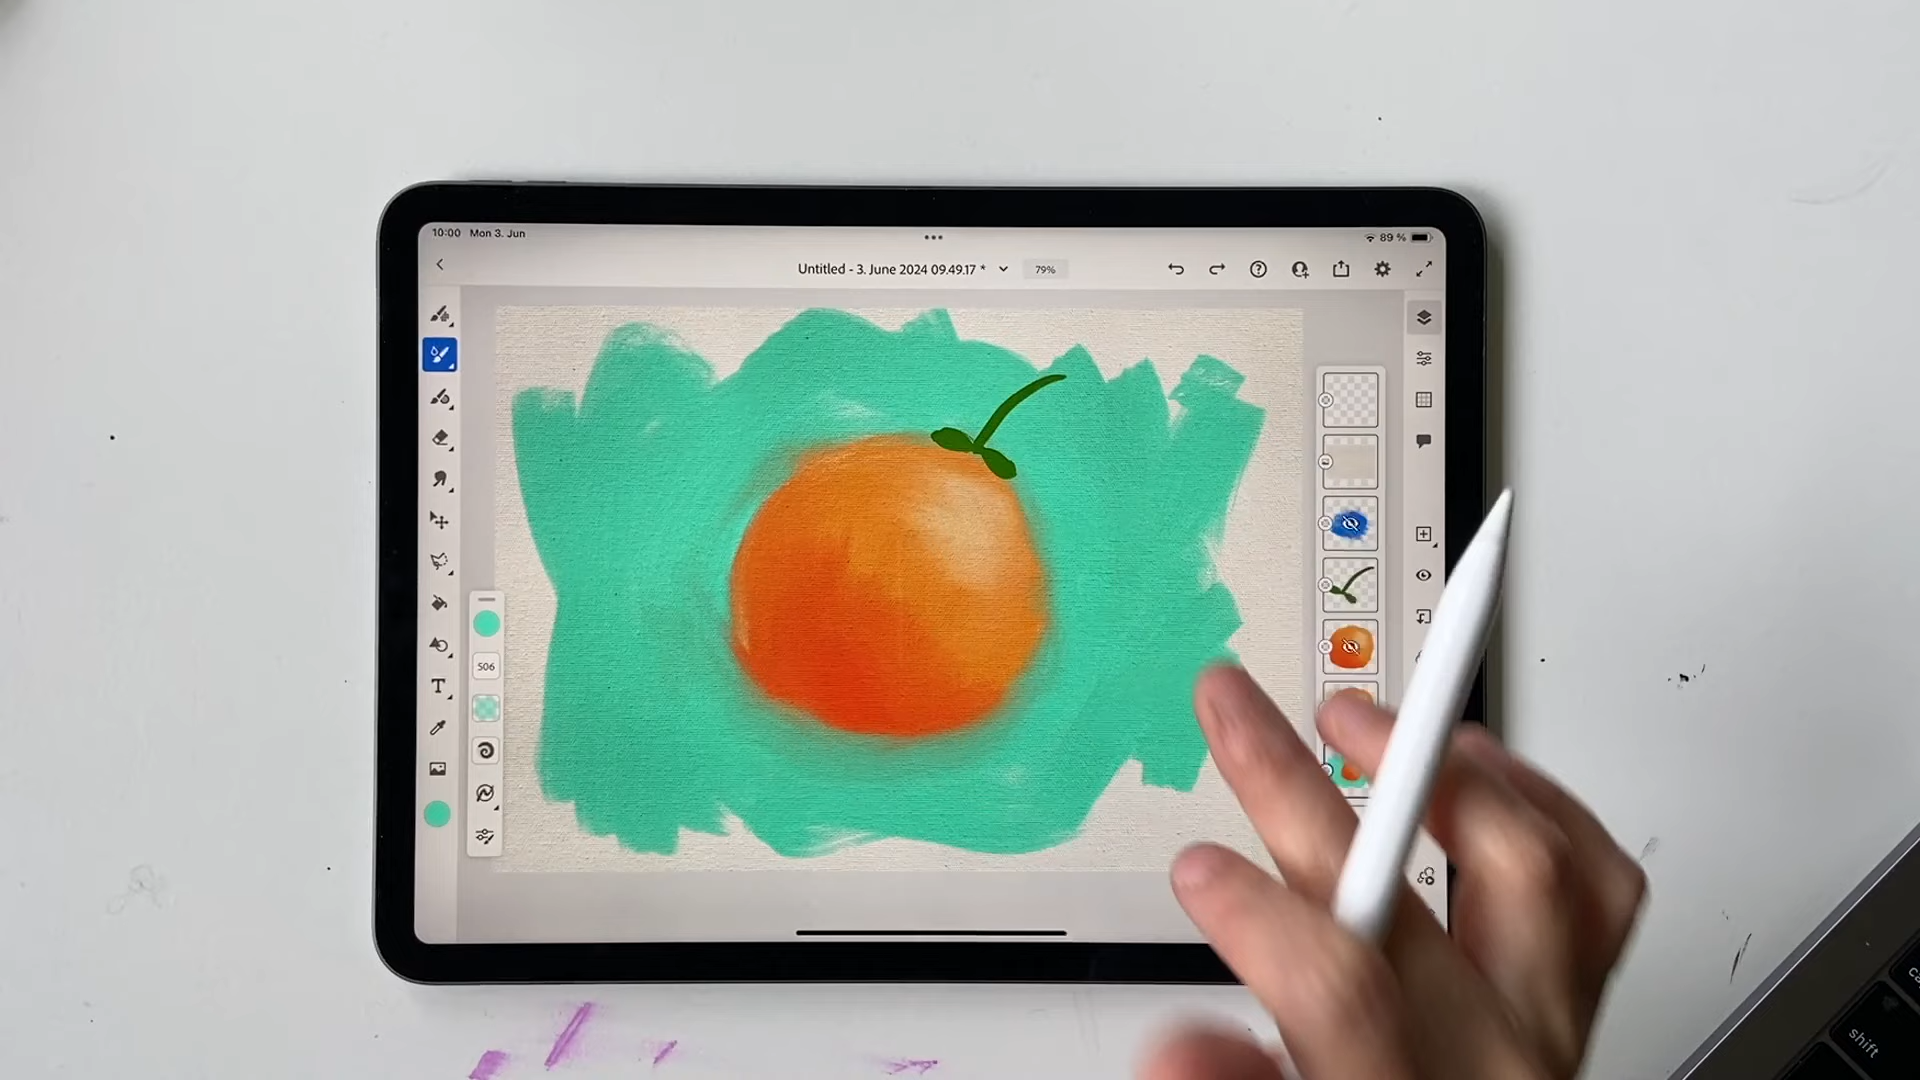 10:00 Mon 3. Jun
89 %
Untitled - 3. June 2024 09.49.17 *
79%
506
T
shift